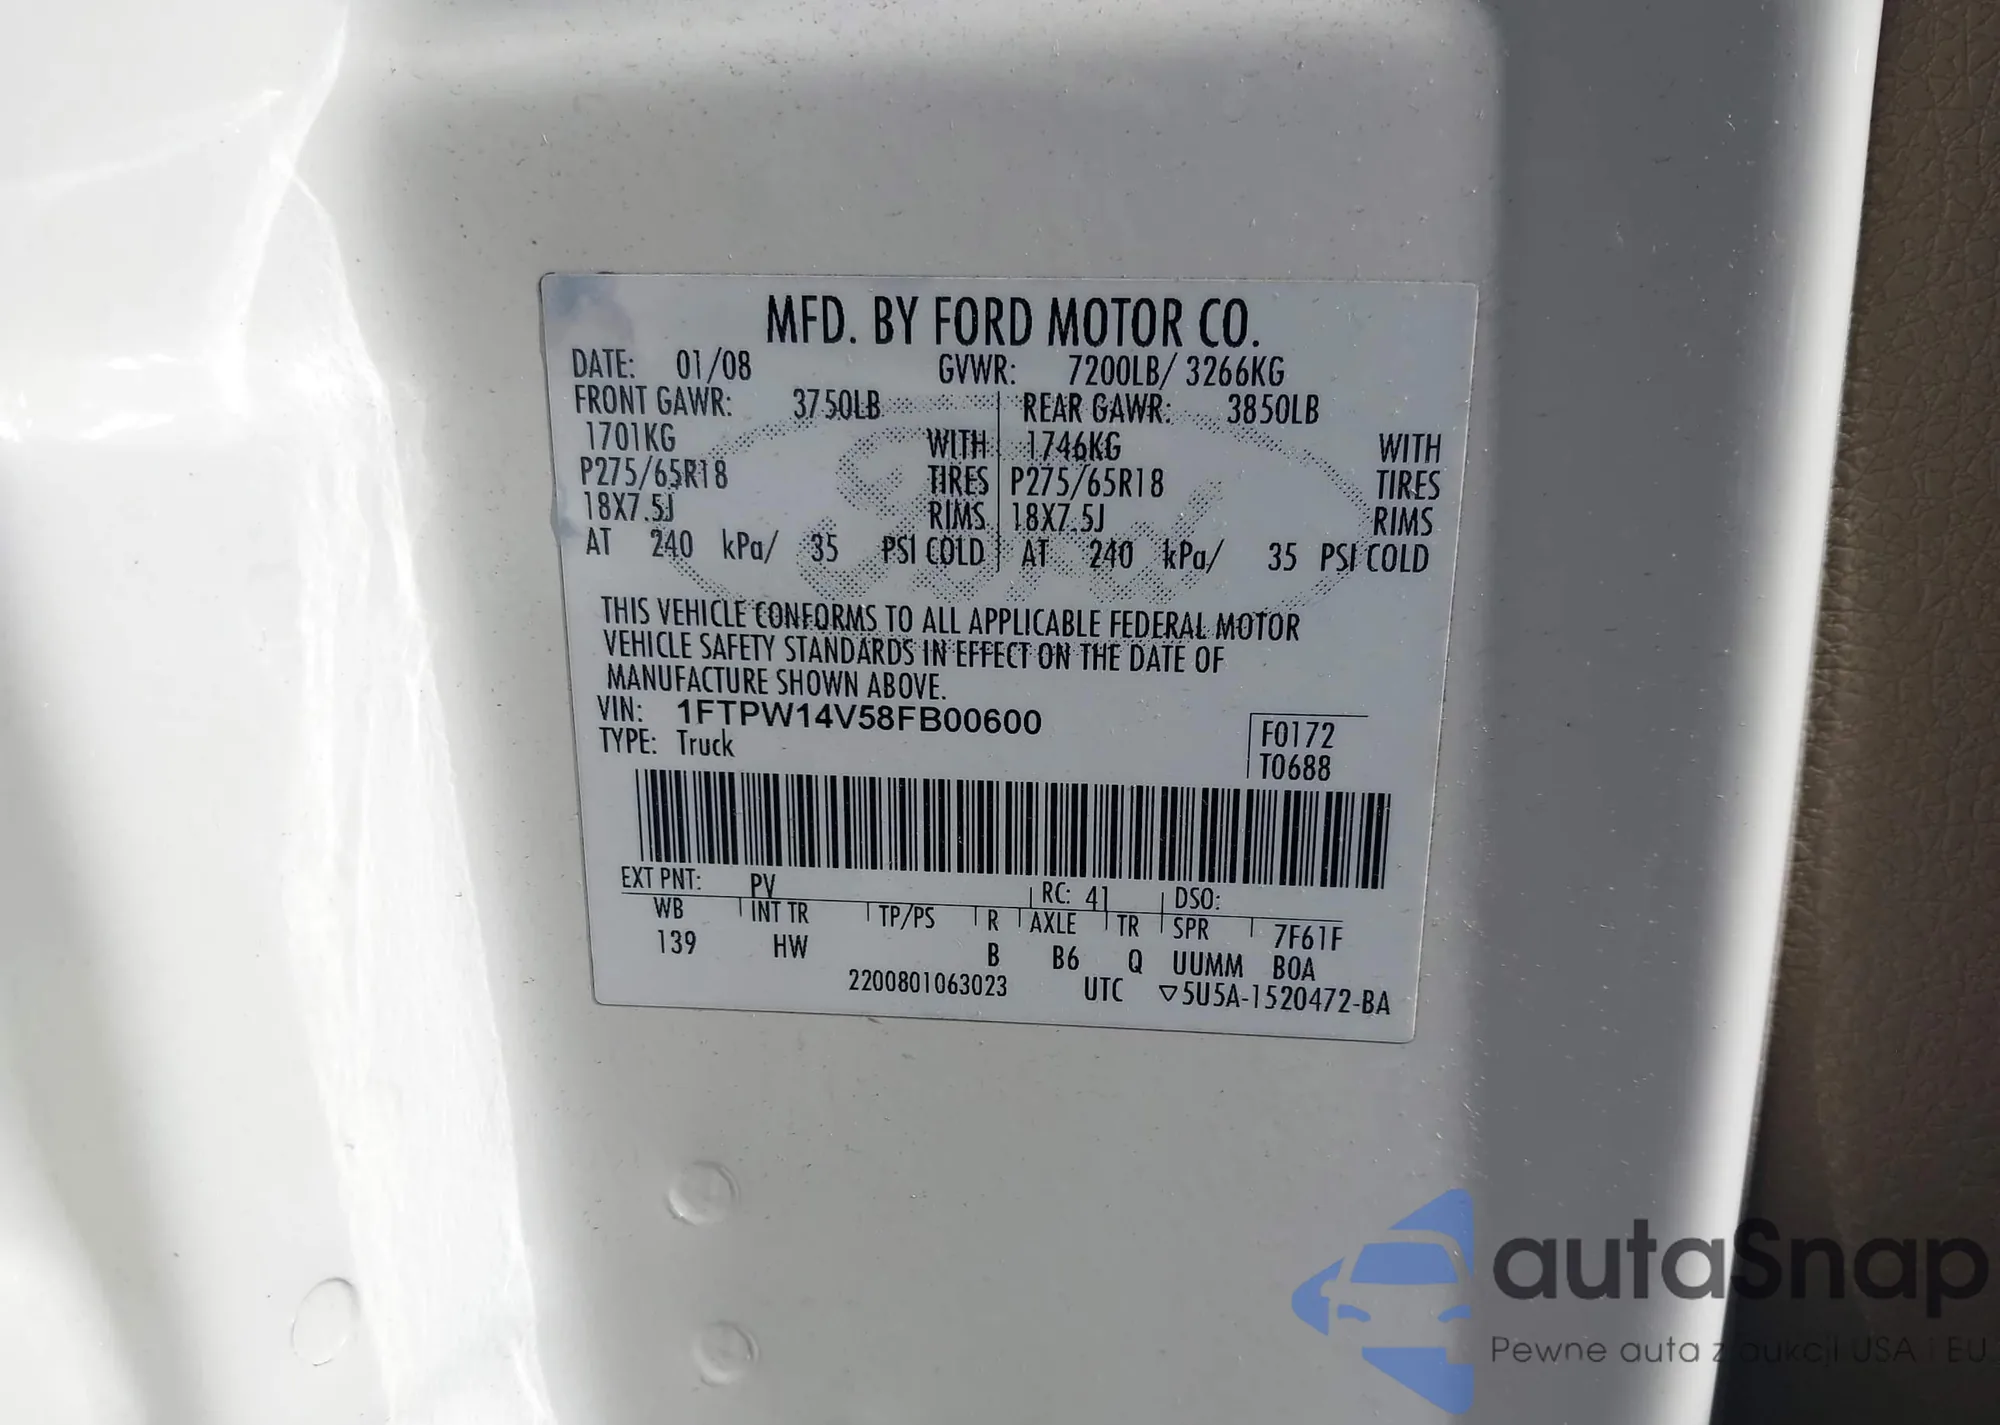 MFD. BY FORD MOTOR CO.
DATE: 01/08 GVWR: 7200LB/ 3266KG
FRONT GAWR: 3750LB REAR GAWR: 3850LB
1701KG WITH 1746KG WITH
P275/65R18 TIRES P275/65R18 TIRES
18X7.5J RIMS 18X7.5J RIMS
AT 240 kPa/ 35 PSI COLD AT 240 kPa/ 35 PSI COLD
THIS VEHICLE CONFORMS TO ALL APPLICABLE FEDERAL MOTOR
VEHICLE SAFETY STANDARDS IN EFFECT ON THE DATE OF
MANUFACTURE SHOWN ABOVE.
VIN: 1FTPW14V58FB00600
TYPE: Truck
F0172
T0688
EXT PNT: PV RC: 41 DSO:
WB INT TR TP/PS R AXLE TR SPR 7F61F
139 HW B B6 Q UUMM B0A
2200801063023 UTC ▽5U5A-1520472-BA
Ford
autaSnap
Pewne auta z aukcji USA i EU